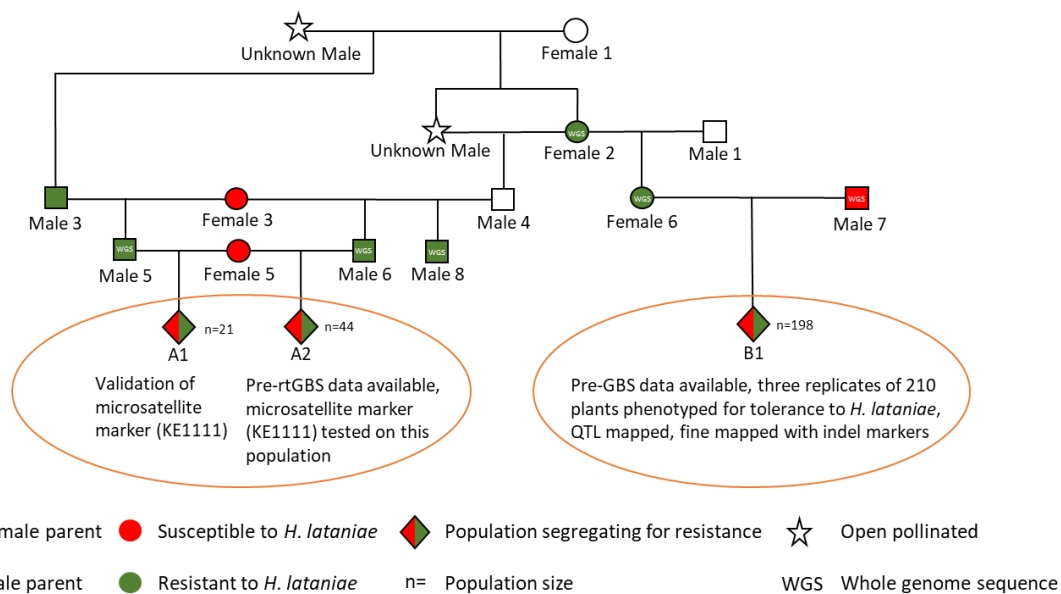 Unknown Male
Female 1
Unknown Male
WGS
Female 2
Male 1
Male 3
Female 3
Male 4
WGS
Female 6
WGS
Male 7
WGS
Male 5
Female 5
WGS
Male 6
WGS
Male 8
n=21
A1
n=44
A2
n=198
B1
Validation of
microsatellite
marker (KE1111)
Pre-rtGBS data available,
microsatellite marker
(KE1111) tested on this
population
Pre-GBS data available, three replicates of 210
plants phenotyped for tolerance to H. lataniae,
QTL mapped, fine mapped with indel markers
male parent Susceptible to H. lataniae Population segregating for resistance Open pollinated
ale parent Resistant to H. lataniae n= Population size WGS Whole genome sequence